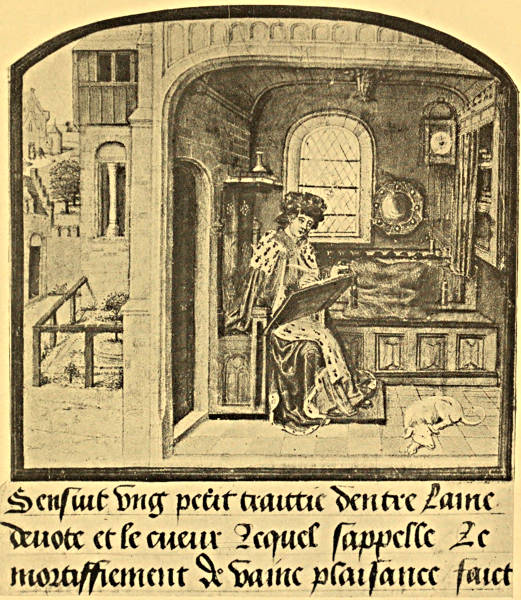 Sensuit vng petit traittie dentre lame
deuote et le cueur Lequel sappelle Le
mortiffiement de vaine plaisance faict